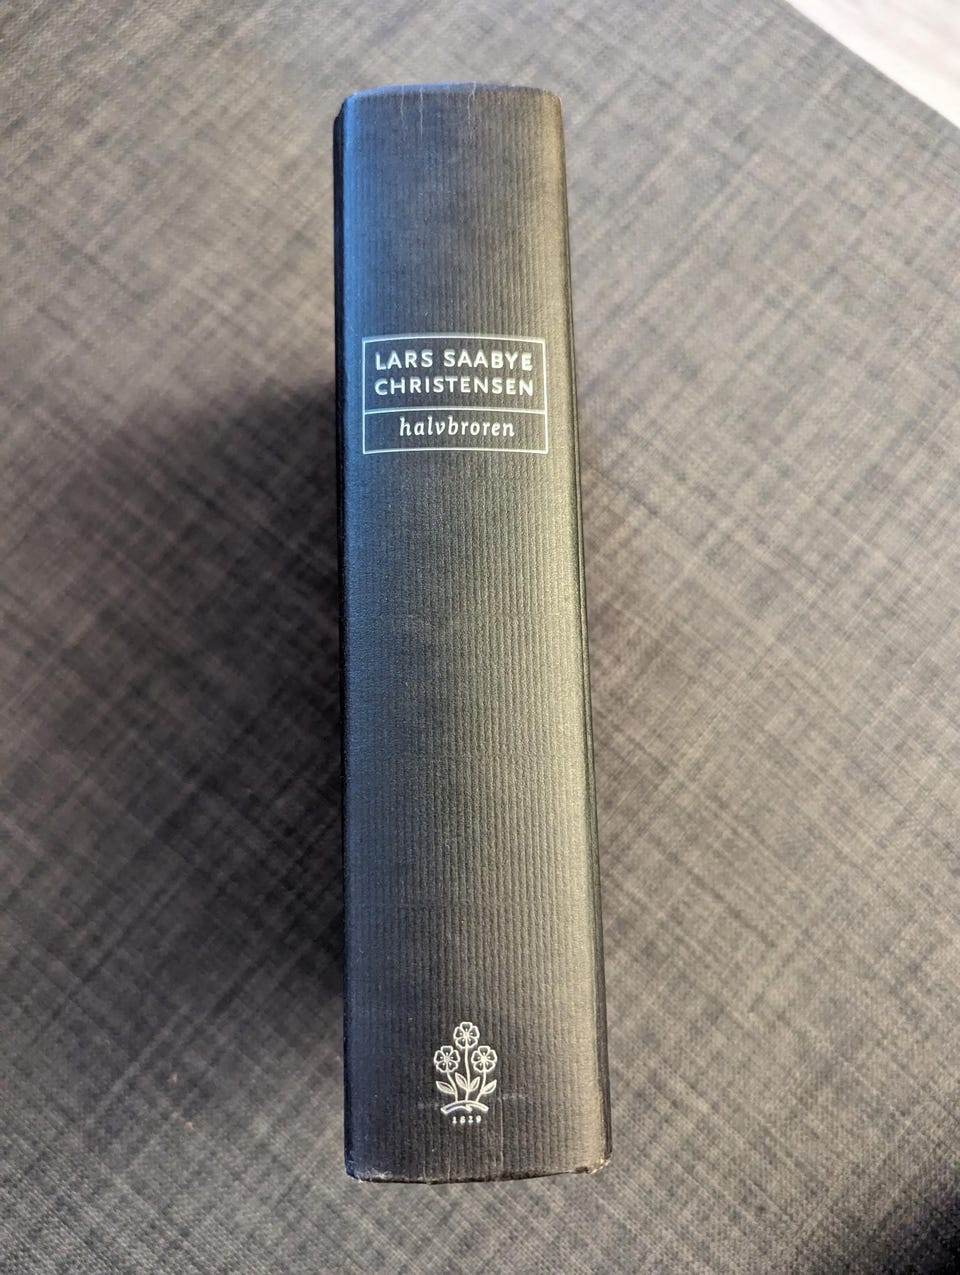 LARS SAABYE
CHRISTENSEN
halvbroren
1829